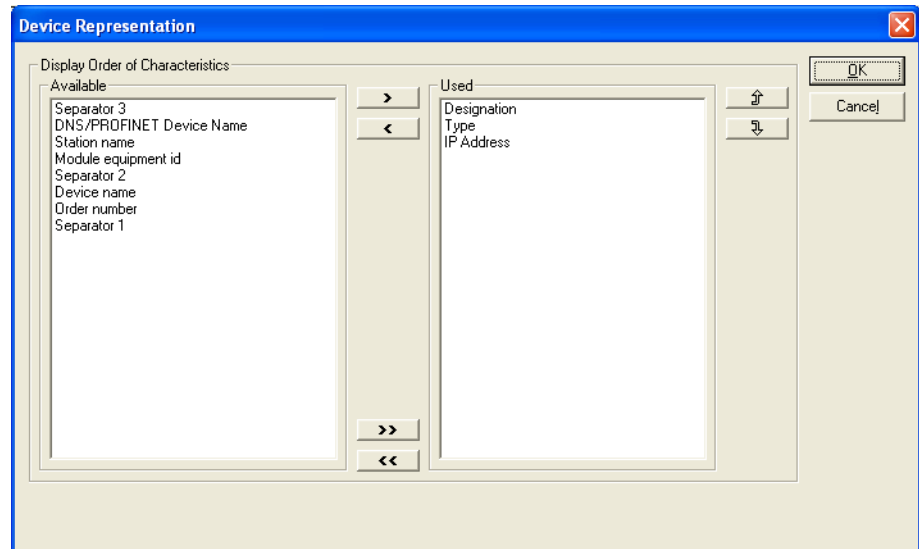 Device Representation
Display Order of Characteristics
Available
Separator 3
DNS/PROFINET Device Name
Station name
Module equipment id
Separator 2
Device name
Order number
Separator 1
>
<
>>
<<
Used
Designation
Type
IP Address
OK
Cancel